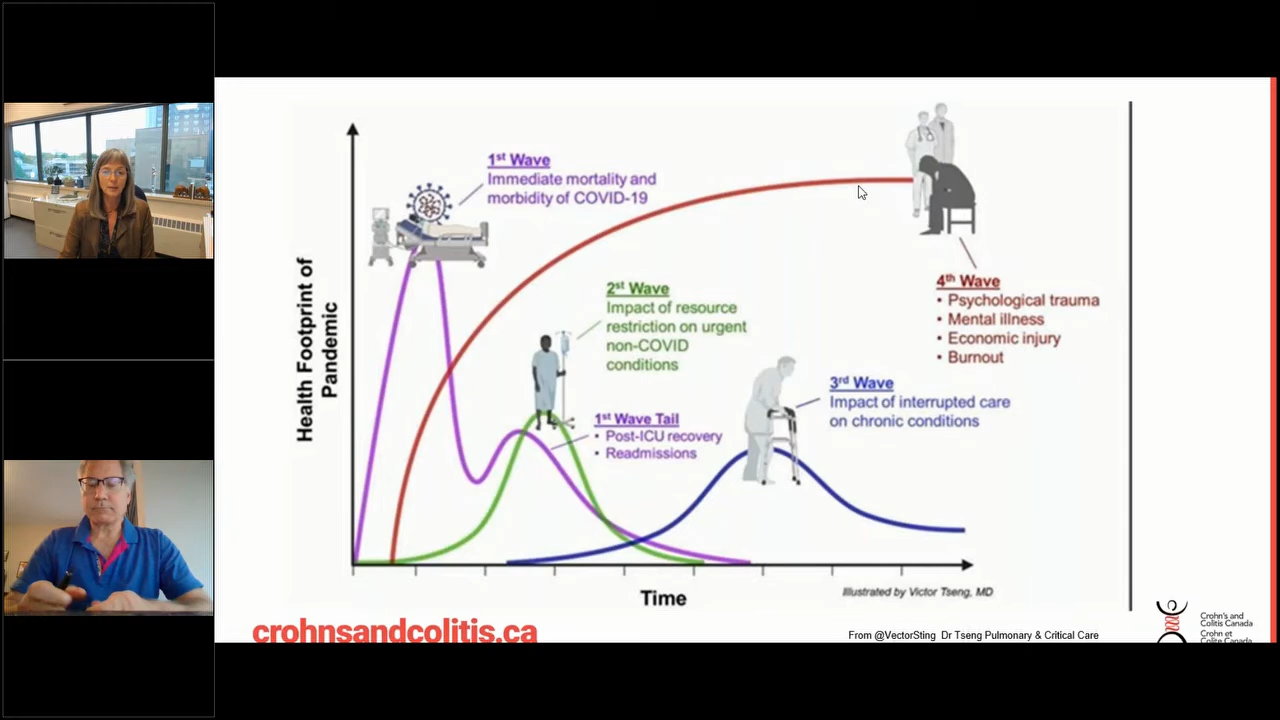 1st Wave
Immediate mortality and
morbidity of COVID-19
2st Wave
Impact of resource
restriction on urgent
non-COVID
conditions
1st Wave Tail
• Post-ICU recovery
• Readmissions
3rd Wave
Impact of interrupted care
on chronic conditions
4th Wave
• Psychological trauma
• Mental illness
• Economic injury
• Burnout
Health Footprint of
Pandemic
Time
Illustrated by Victor Tseng, MD
crohnsandcolitis.ca
From @VectorSting Dr Tseng Pulmonary & Critical Care
Crohn's and
Colitis Canada
Crohn et
Colite Canada